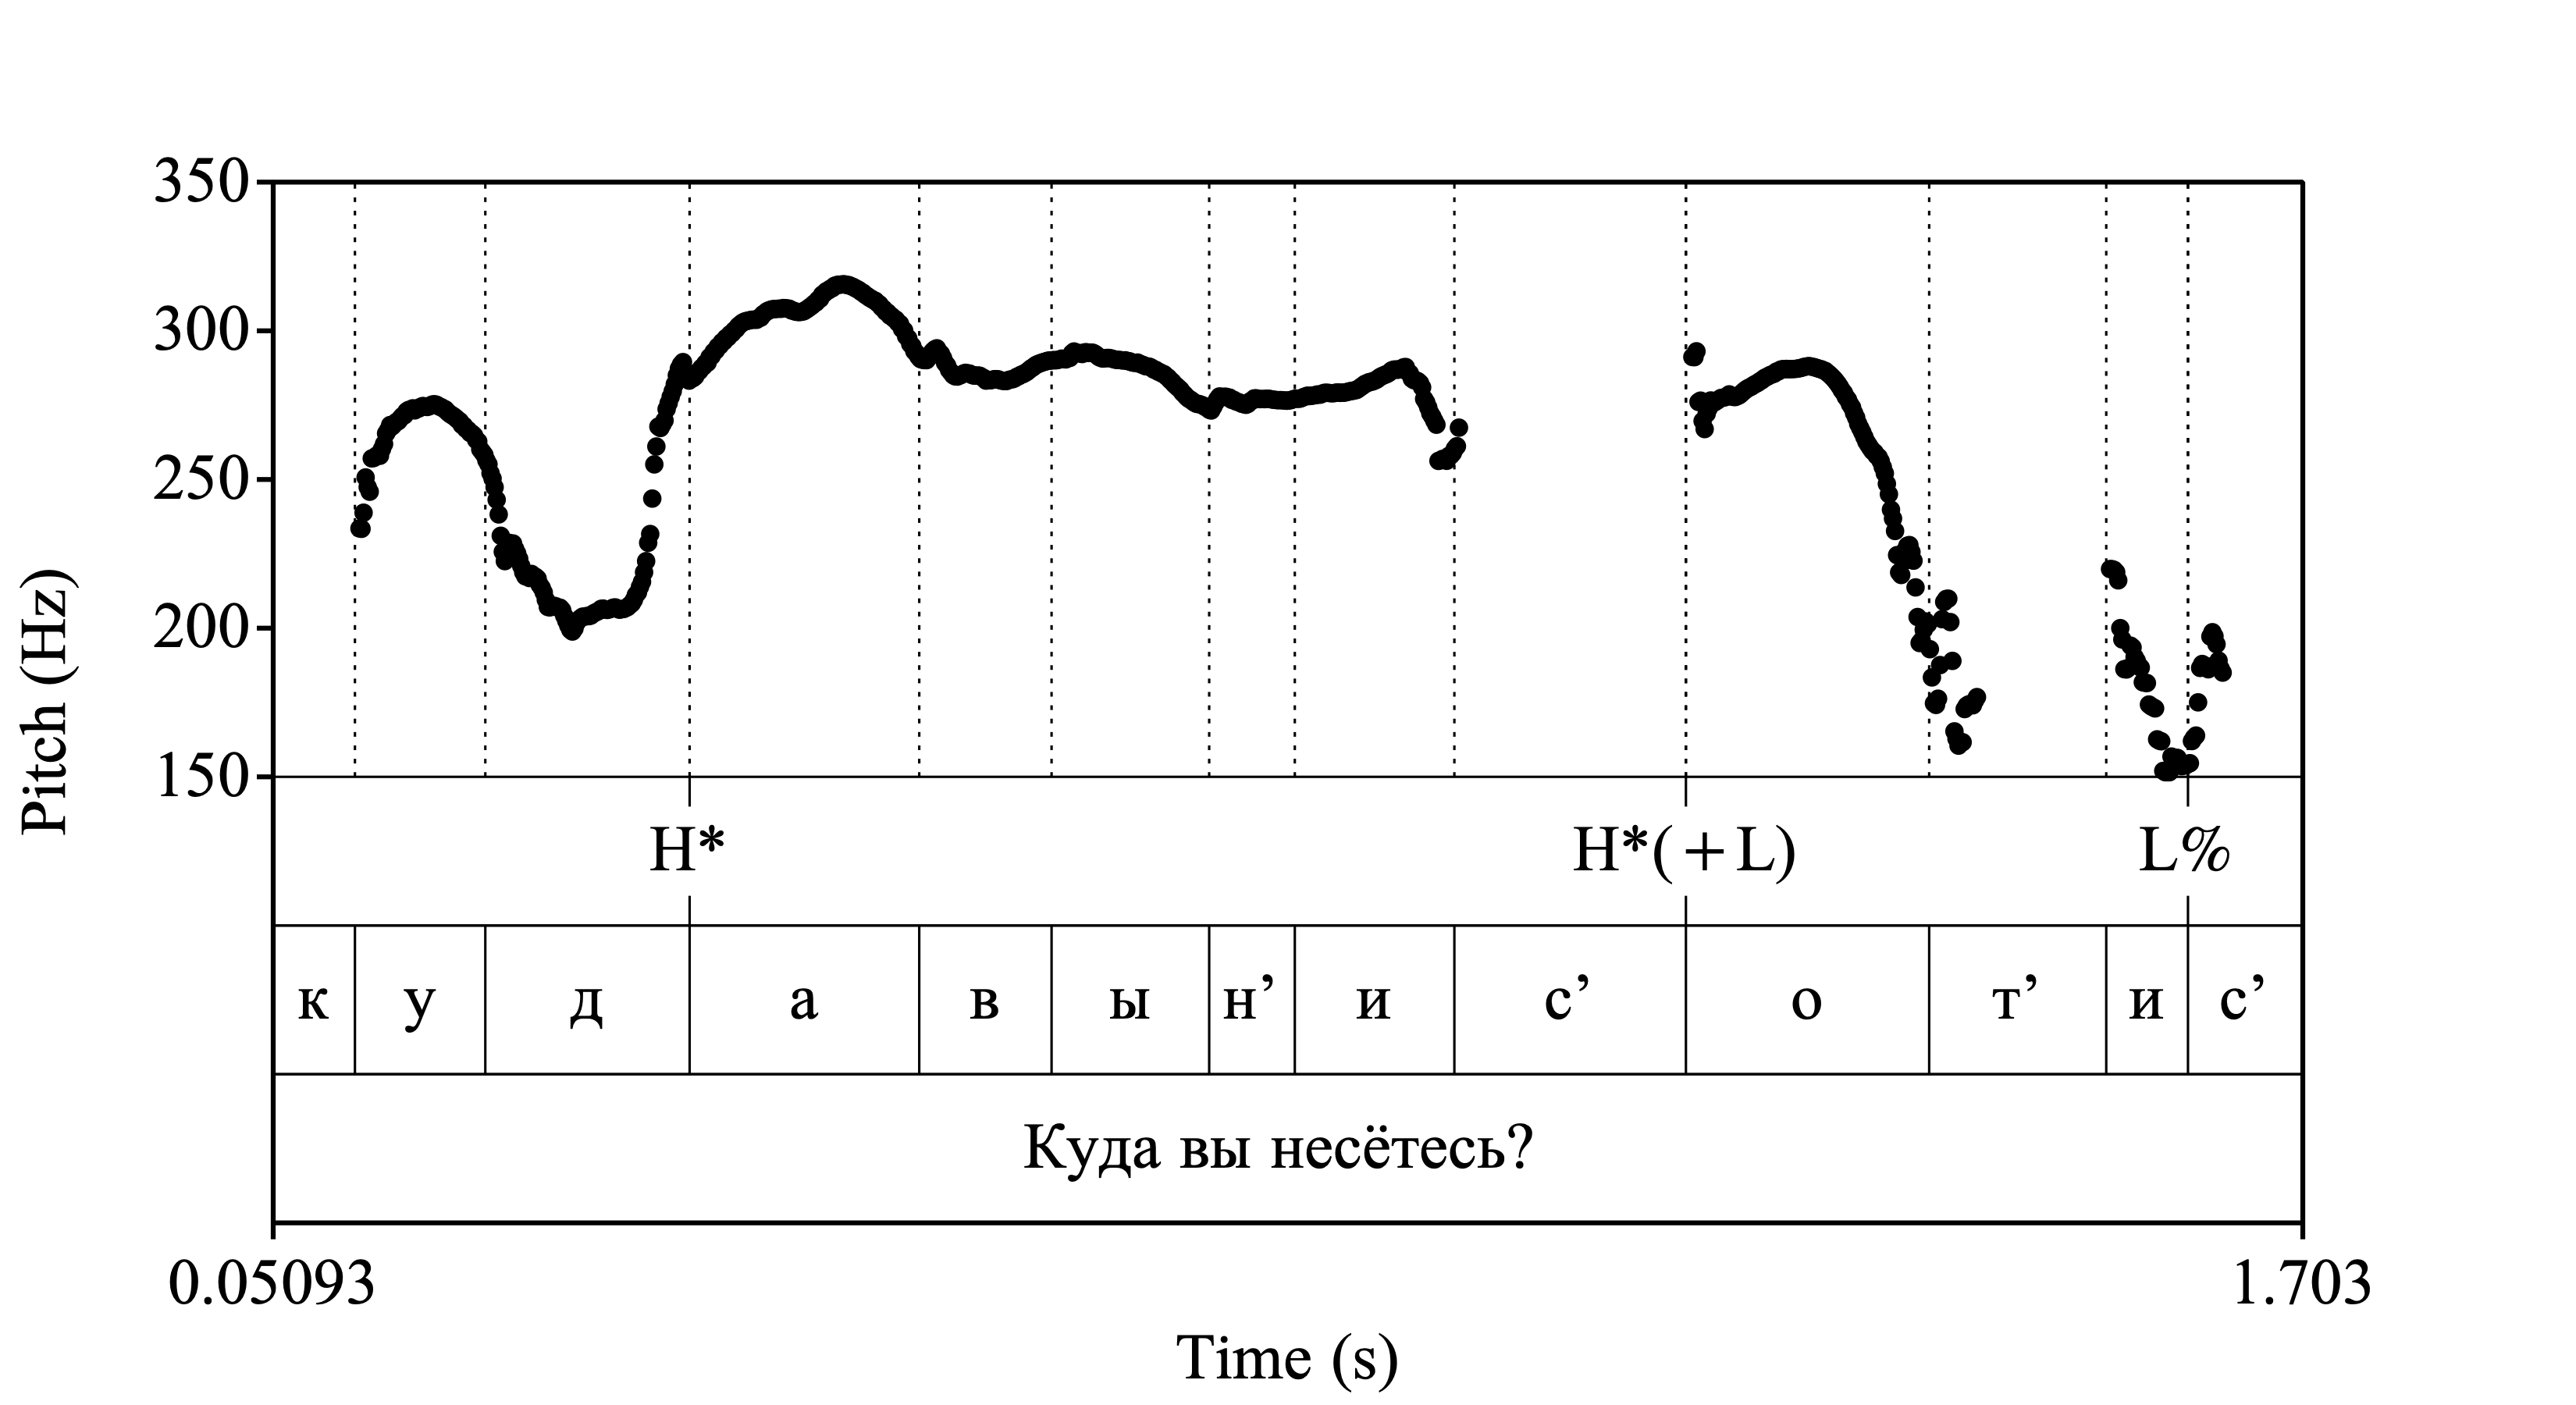 350
300
250
200
150
Pitch (Hz)
H* H*(+L) L%
к у д а в ы н’ и с’ о т’ и с’
Куда вы несётесь?
0.05093 1.703
Time (s)